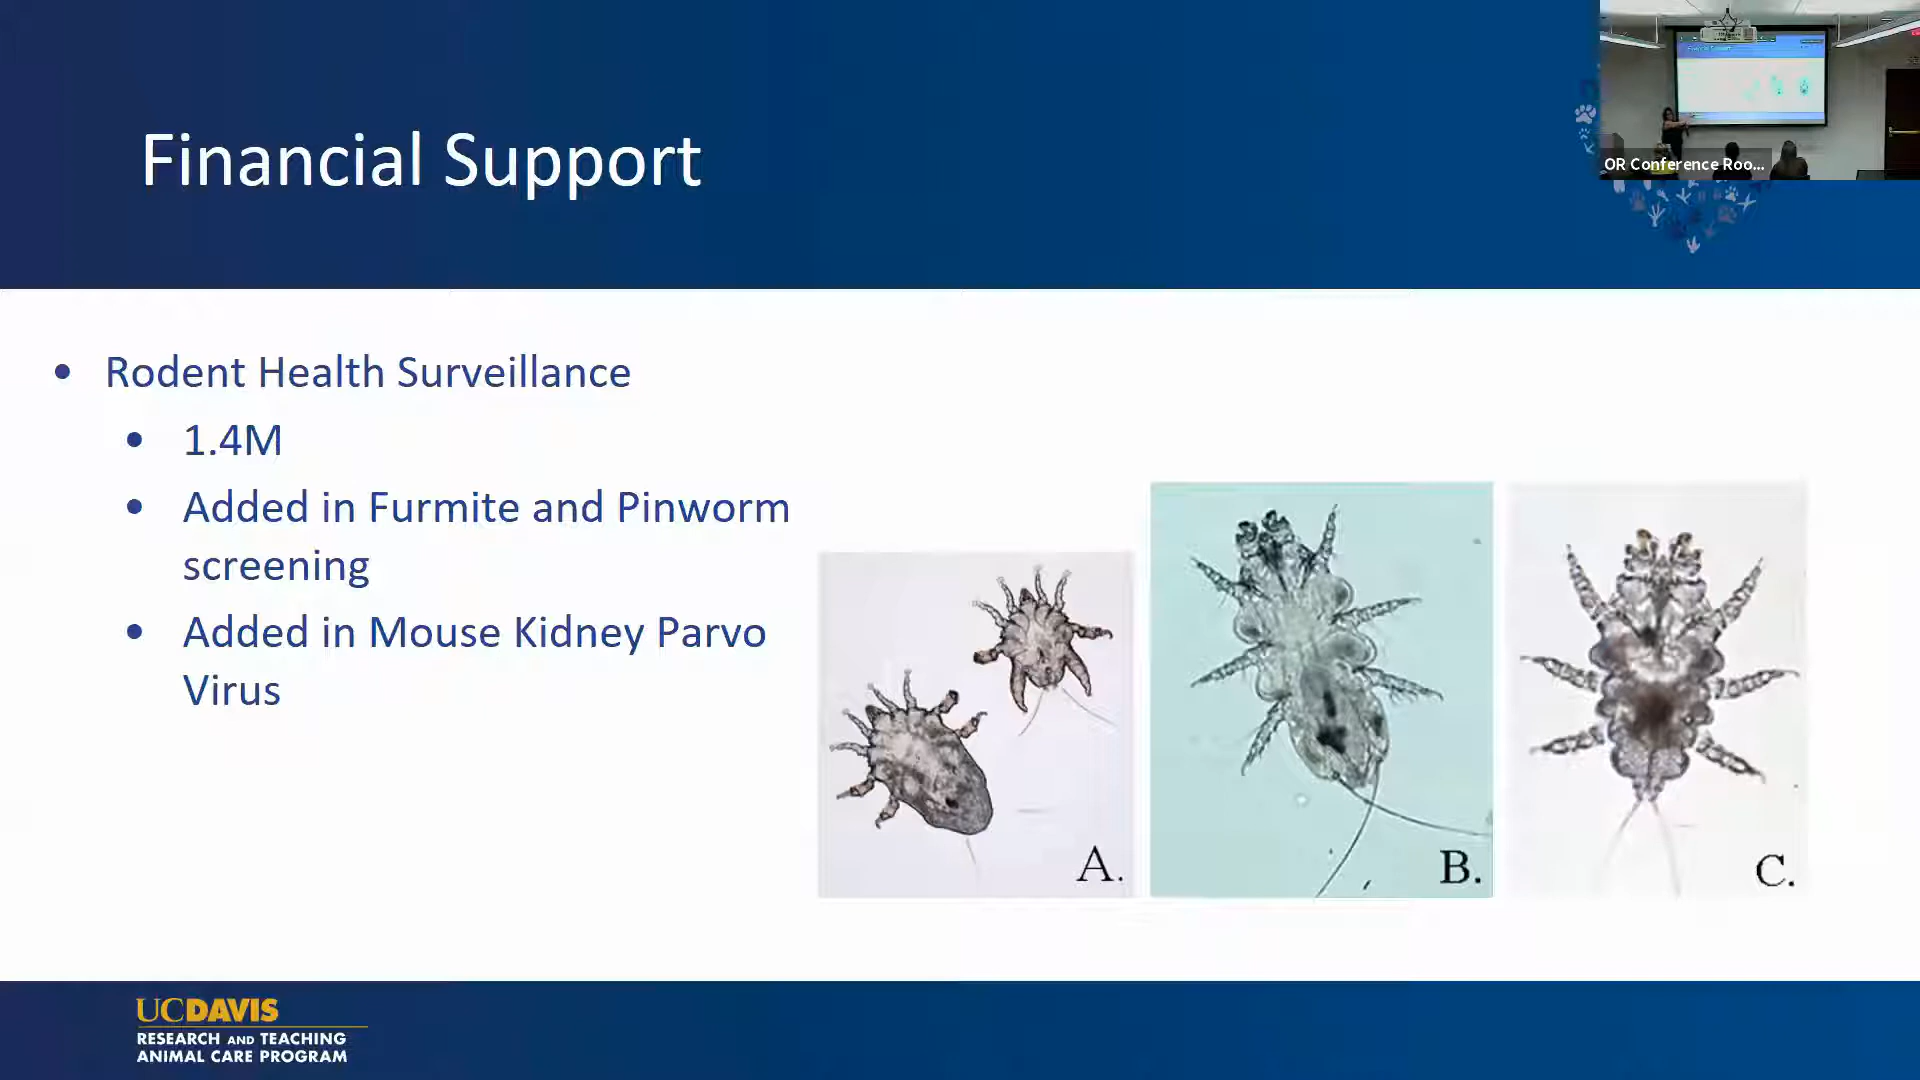 Financial Support
OR Conference Roo...
• Rodent Health Surveillance
• 1.4M
• Added in Furmite and Pinworm
screening
• Added in Mouse Kidney Parvo
Virus
A.
B.
C.
UCDAVIS
RESEARCH AND TEACHING
ANIMAL CARE PROGRAM